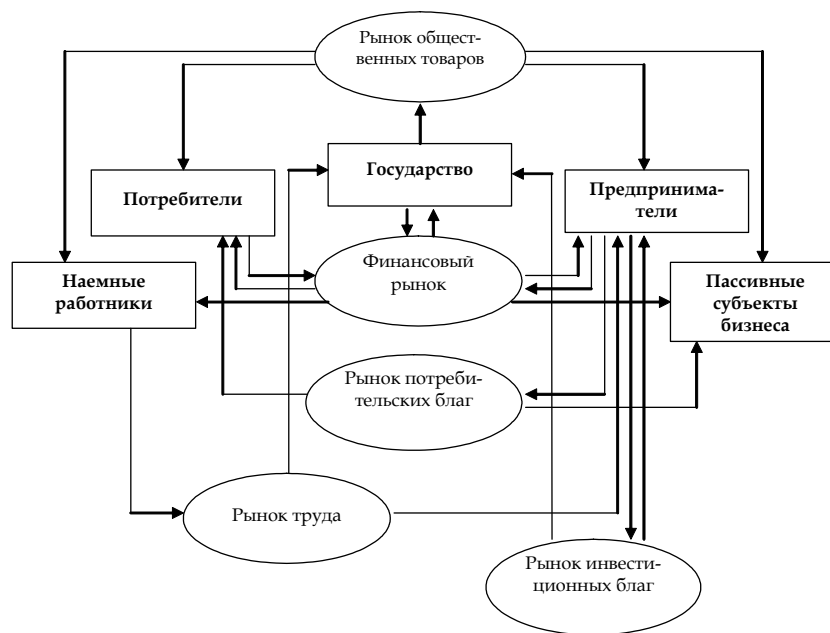 Рынок общест-
венных товаров
Государство
Потребители
Предпринима-
тели
Финансовый
рынок
Наемные
работники
Пассивные
субъекты
бизнеса
Рынок потреби-
тельских благ
Рынок труда
Рынок инвести-
ционных благ